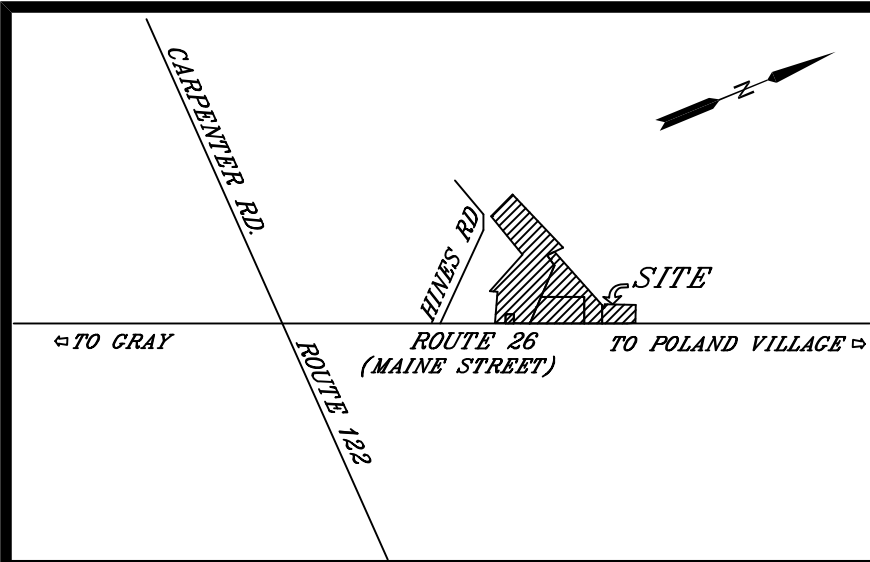 CARPENTER RD.
N
HINES RD
SITE
⇦ TO GRAY
ROUTE 26
(MAINE STREET)
TO POLAND VILLAGE ⇨
ROUTE 122